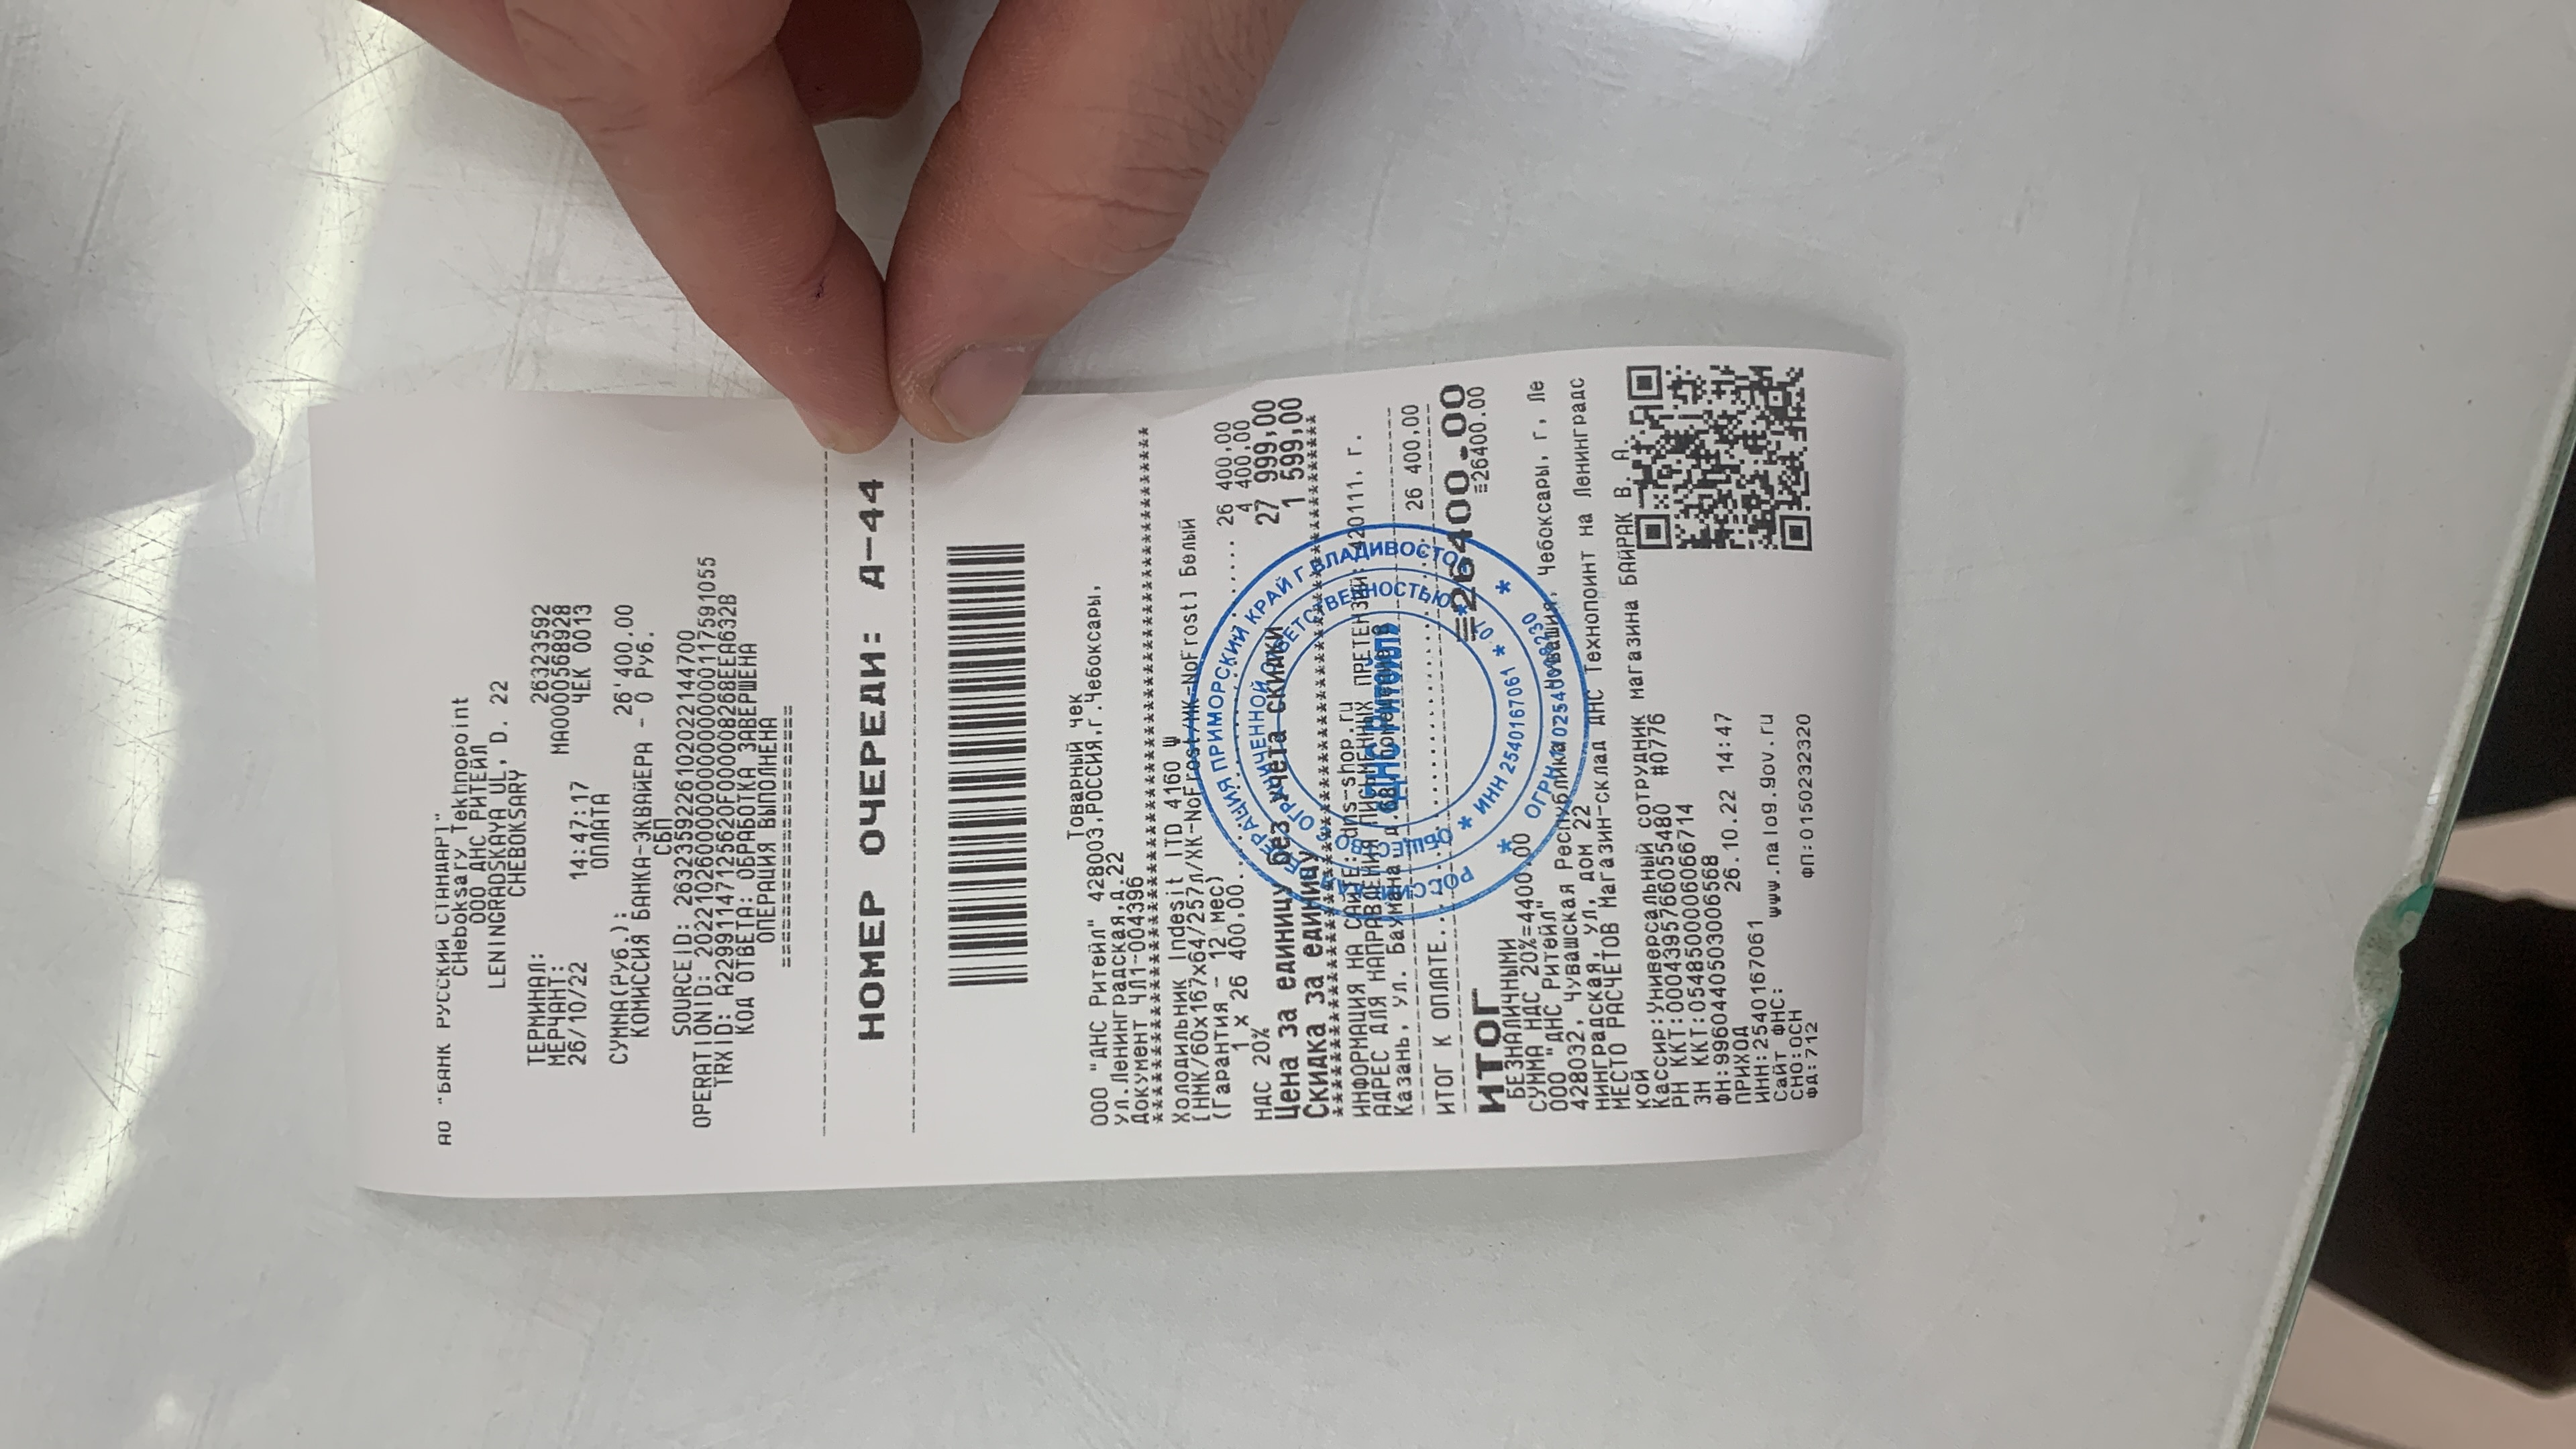 АО "БАНК РУССКИЙ СТАНДАРТ"
CHeboksary Tekhnopoint
ООО ДНС РИТЕЙЛ
LENINGRADSKAYA UL, D. 22
CHEBOKSARY
ТЕРМИНАЛ: 26323592
МЕРЧАНТ: MA0000568928
26/10/22 14:47:17 ЧЕК 0013
ОПЛАТА
СУММА(Руб.): 26'400.00
КОМИССИЯ БАНКА-ЭКВАЙЕРА - 0 Руб.
СБП
SOURCEID: 2632359226102022144700
OPERATIONID: 20221026000000000000000117591055
TRXID: A22991147125620F000008268EEA632B
КОД ОТВЕТА: ОБРАБОТКА ЗАВЕРШЕНА
ОПЕРАЦИЯ ВЫПОЛНЕНА
=====================
НОМЕР ОЧЕРЕДИ: А-44
Товарный чек
ООО "ДНС Ритейл" 428003,РОССИЯ,г.Чебоксары,
ул.Ленинградская,д.22
Документ ЧЛ1-004396
Холодильник Indesit ITD 4160 W
[НМК/60x167x64/257л/ХК-NoFrost/МК-NoFrost] Белый
(Гарантия - 12 мес)
1 x 26 400,00.......................... 26 400,00
НДС 20% 4 400,00
Цена за единицу без учета скидки 27 999,00
Скидка за единицу 1 599,00
ИНФОРМАЦИЯ НА САЙТЕ: dns-shop.ru
АДРЕС ДЛЯ НАПРАВЛЕНИЯ ПИСЬМЕННЫХ ПРЕТЕНЗИЙ: 420111, г.
Казань, ул. Баумана, д.68, помещение В
ИТОГ К ОПЛАТЕ.............................. 26 400,00
ИТОГ ≡26400.00
БЕЗНАЛИЧНЫМИ ≡26400.00
СУММА НДС 20%=4400.00
ООО "ДНС Ритейл"
428032, Чувашская Республика - Чувашия, Чебоксары, г, Ле
нинградская, ул, дом 22
МЕСТО РАСЧЕТОВ Магазин-склад ДНС Технопоинт на Ленинградс
кой
Кассир:Универсальный сотрудник магазина БАЙРАК В. А.
РН ККТ:0004395766055480 #0776
ЗН ККТ:0548500006066714
ФН:9960440503006568
ПРИХОД 26.10.22 14:47
ИНН:2540167061
Сайт ФНС: www.nalog.gov.ru
СНО:ОСН
ФД:712 ФП:0150232320
РОССИЙСКАЯ ФЕДЕРАЦИЯ ПРИМОРСКИЙ КРАЙ Г.ВЛАДИВОСТОК
ОБЩЕСТВО С ОГРАНИЧЕННОЙ ОТВЕТСТВЕННОСТЬЮ
«ДНС Ритейл»
ИНН 2540167061
ОГРН